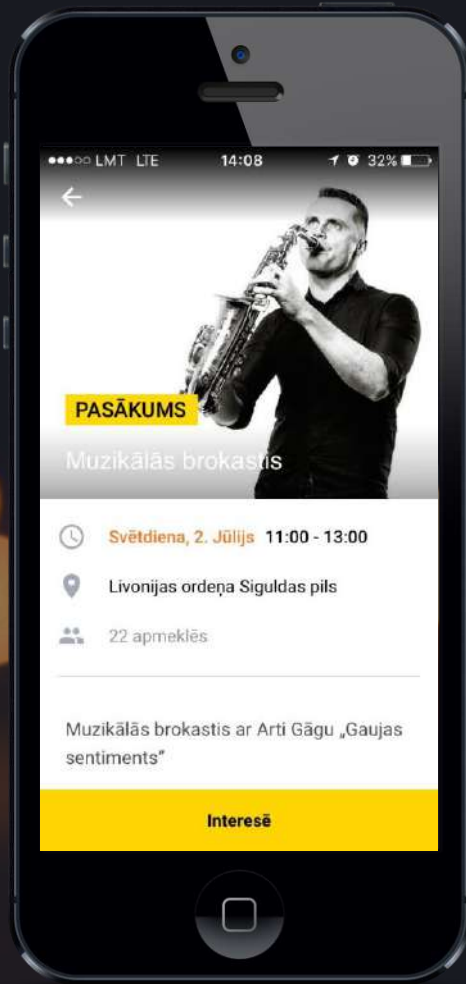 LMT LTE 14:08 32%
PASĀKUMS
Muzikālās brokastis
Svētdiena, 2. Jūlijs 11:00 - 13:00
Livonijas ordeņa Siguldas pils
22 apmeklēs
Muzikālās brokastis ar Arti Gāgu „Gaujas
sentiments”
Interesē